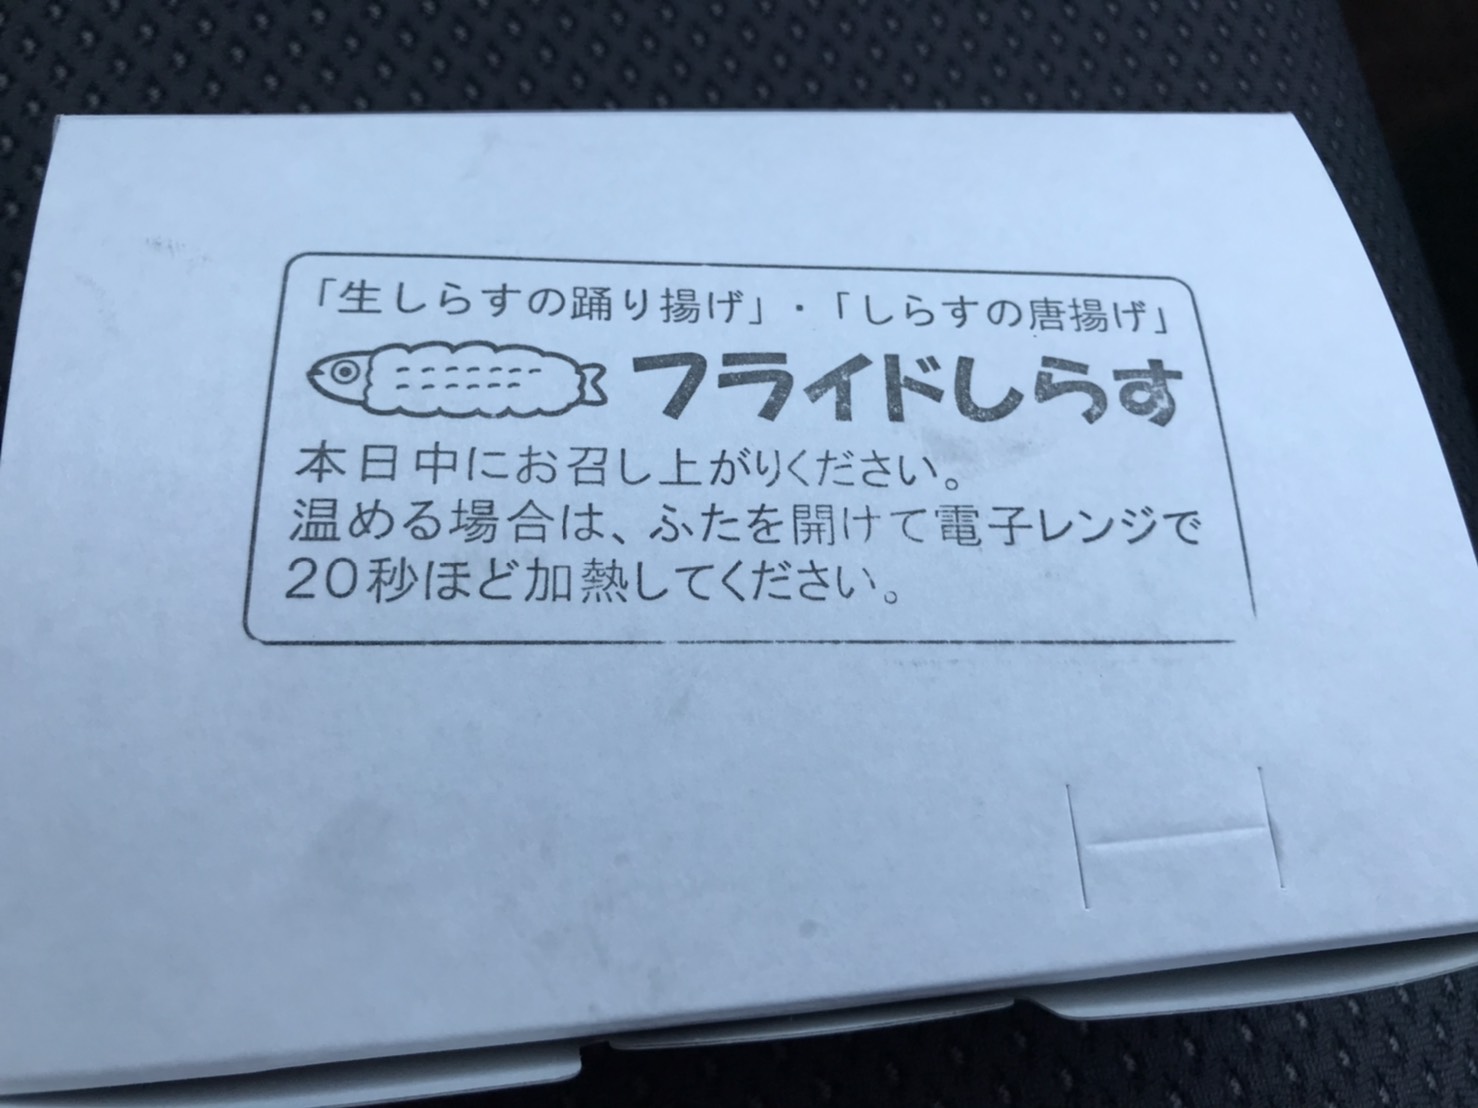 「生しらすの踊り揚げ」・「しらすの唐揚げ」
フライドしらす
本日中にお召し上がりください。
温める場合は、ふたを開けて電子レンジで
20秒ほど加熱してください。